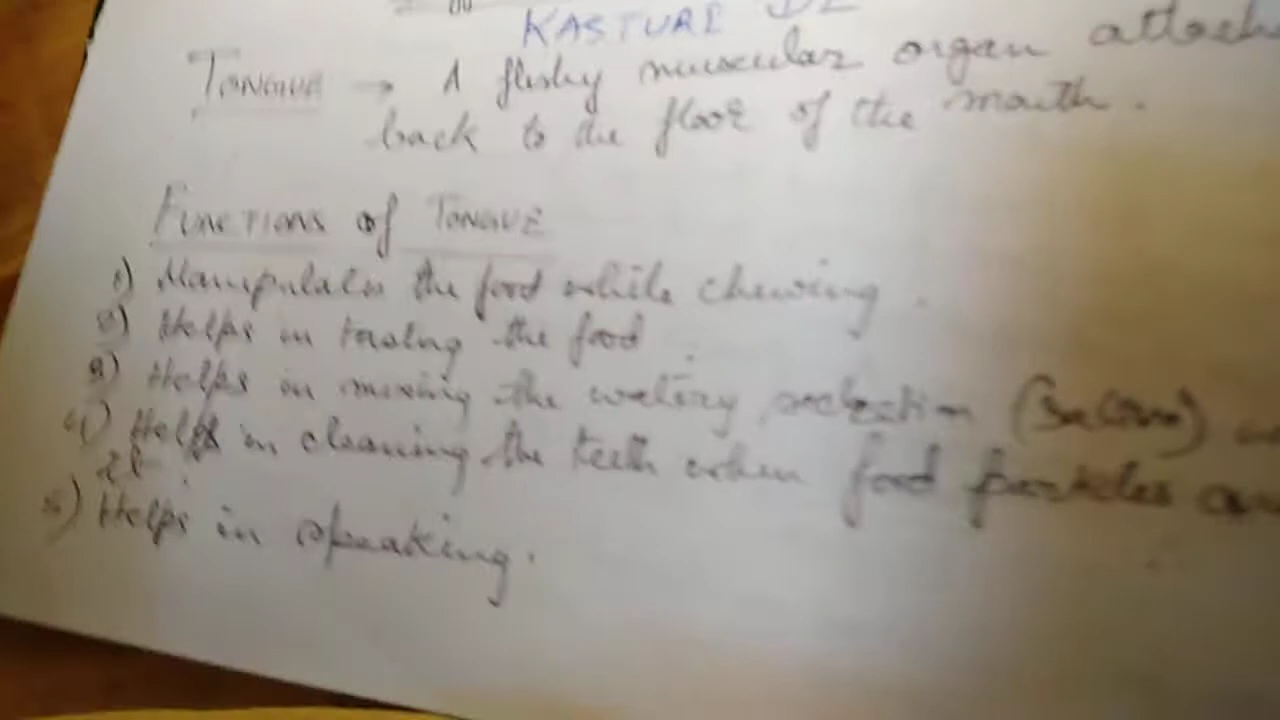 KASTURI DE
TONGUE → A fleshy muscular organ
back to the floor of the mouth.
FUNCTIONS of TONGUE
1) Manipulates the food while chewing.
2) Helps in tasting the food.
3) Helps in mixing the watery secretion (Saliva)
4) Helps in cleaning the teeth when food particles
5) Helps in speaking.